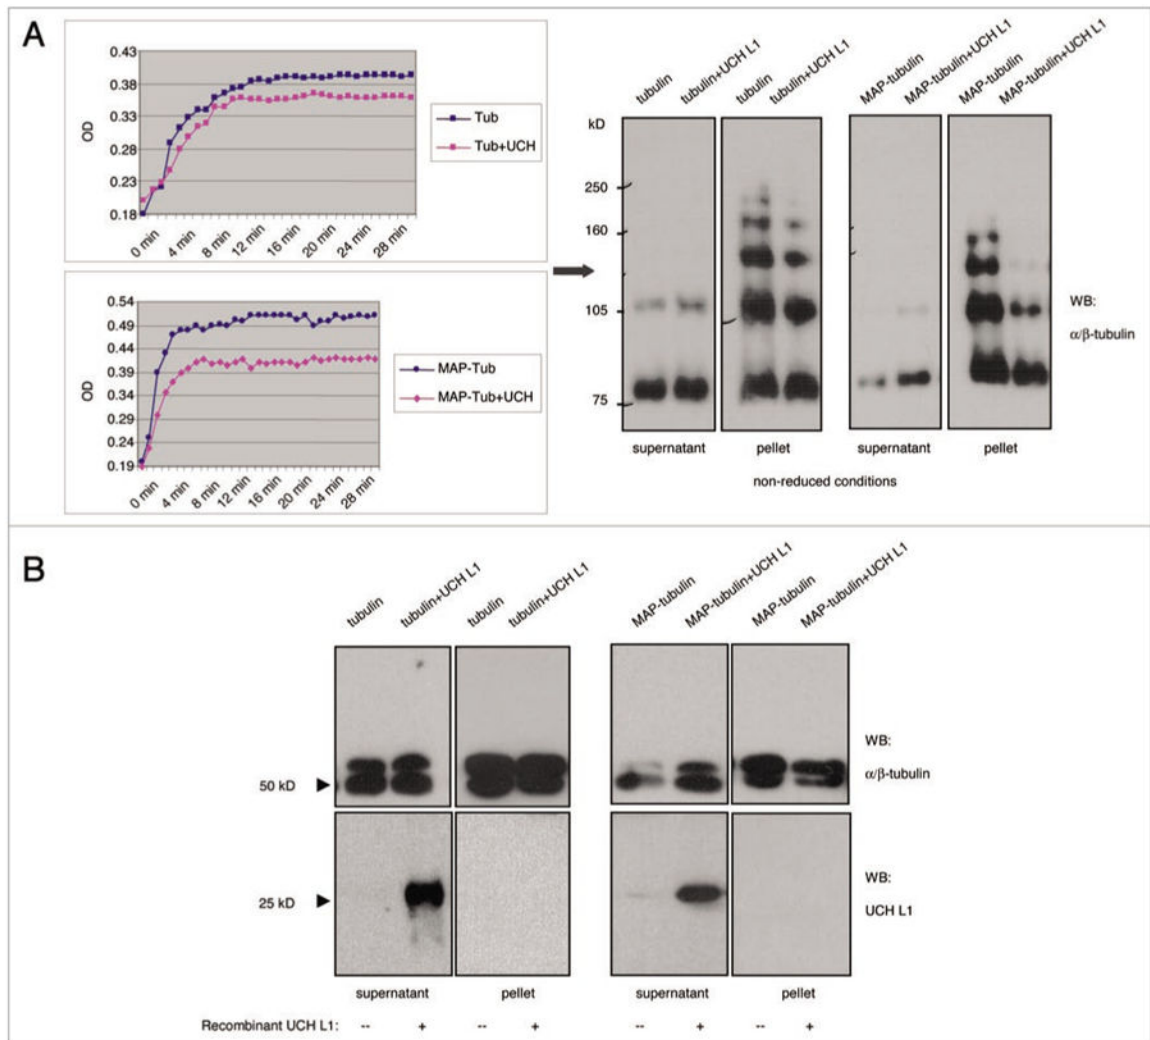 A
0.43
0.38
0.33
0.28
0.23
0.18
OD
0 min
4 min
8 min
12 min
16 min
20 min
24 min
28 min
Tub
Tub+UCH
0.54
0.49
0.44
0.39
0.34
0.29
0.24
0.19
OD
0 min
4 min
8 min
12 min
16 min
20 min
24 min
28 min
MAP-Tub
MAP-Tub+UCH
tubulin
tubulin+UCH L1
tubulin
tubulin+UCH L1
MAP-tubulin
MAP-tubulin+UCH L1
MAP-tubulin
MAP-tubulin+UCH L1
kD
250
160
105
75
WB:
α/β-tubulin
supernatant
pellet
supernatant
pellet
non-reduced conditions
B
tubulin
tubulin+UCH L1
tubulin
tubulin+UCH L1
MAP-tubulin
MAP-tubulin+UCH L1
MAP-tubulin
MAP-tubulin+UCH L1
50 kD
WB:
α/β-tubulin
25 kD
WB:
UCH L1
supernatant
pellet
supernatant
pellet
Recombinant UCH L1: -- + -- + -- + -- +